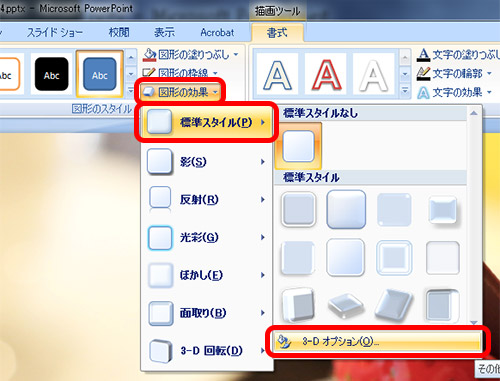 4pptx - Microsoft PowerPoint
描画ツール
スライド ショー 校閲 表示 Acrobat 書式
Abc Abc Abc
図形の塗りつぶし
図形の枠線
図形の効果
図形のスタイル
A A A
文字の塗りつぶし
文字の輪郭
文字の効果
標準スタイル(P)
影(S)
反射(R)
光彩(G)
ぼかし(E)
面取り(B)
3-D 回転(D)
標準スタイルなし
標準スタイル
3-D オプション(O)...
その他